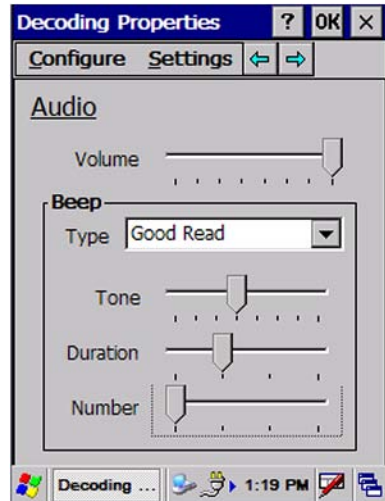 Decoding Properties ? OK ×
Configure Settings
Audio
Volume
Beep
Type Good Read
Tone
Duration
Number
Decoding ... 1:19 PM